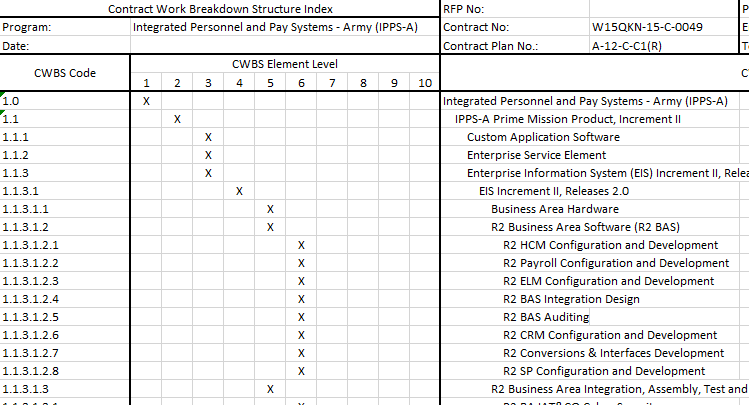 Contract Work Breakdown Structure Index RFP No: P
Program: Integrated Personnel and Pay Systems - Army (IPPS-A) Contract No: W15QKN-15-C-0049 E
Date: Contract Plan No.: A-12-C-C1(R) T
CWBS Code CWBS Element Level C
1 2 3 4 5 6 7 8 9 10
1.0 X Integrated Personnel and Pay Systems - Army (IPPS-A)
1.1 X IPPS-A Prime Mission Product, Increment II
1.1.1 X Custom Application Software
1.1.2 X Enterprise Service Element
1.1.3 X Enterprise Information System (EIS) Increment II, Relea
1.1.3.1 X EIS Increment II, Releases 2.0
1.1.3.1.1 X Business Area Hardware
1.1.3.1.2 X R2 Business Area Software (R2 BAS)
1.1.3.1.2.1 X R2 HCM Configuration and Development
1.1.3.1.2.2 X R2 Payroll Configuration and Development
1.1.3.1.2.3 X R2 ELM Configuration and Development
1.1.3.1.2.4 X R2 BAS Integration Design
1.1.3.1.2.5 X R2 BAS Auditing
1.1.3.1.2.6 X R2 CRM Configuration and Development
1.1.3.1.2.7 X R2 Conversions & Interfaces Development
1.1.3.1.2.8 X R2 SP Configuration and Development
1.1.3.1.3 X R2 Business Area Integration, Assembly, Test and